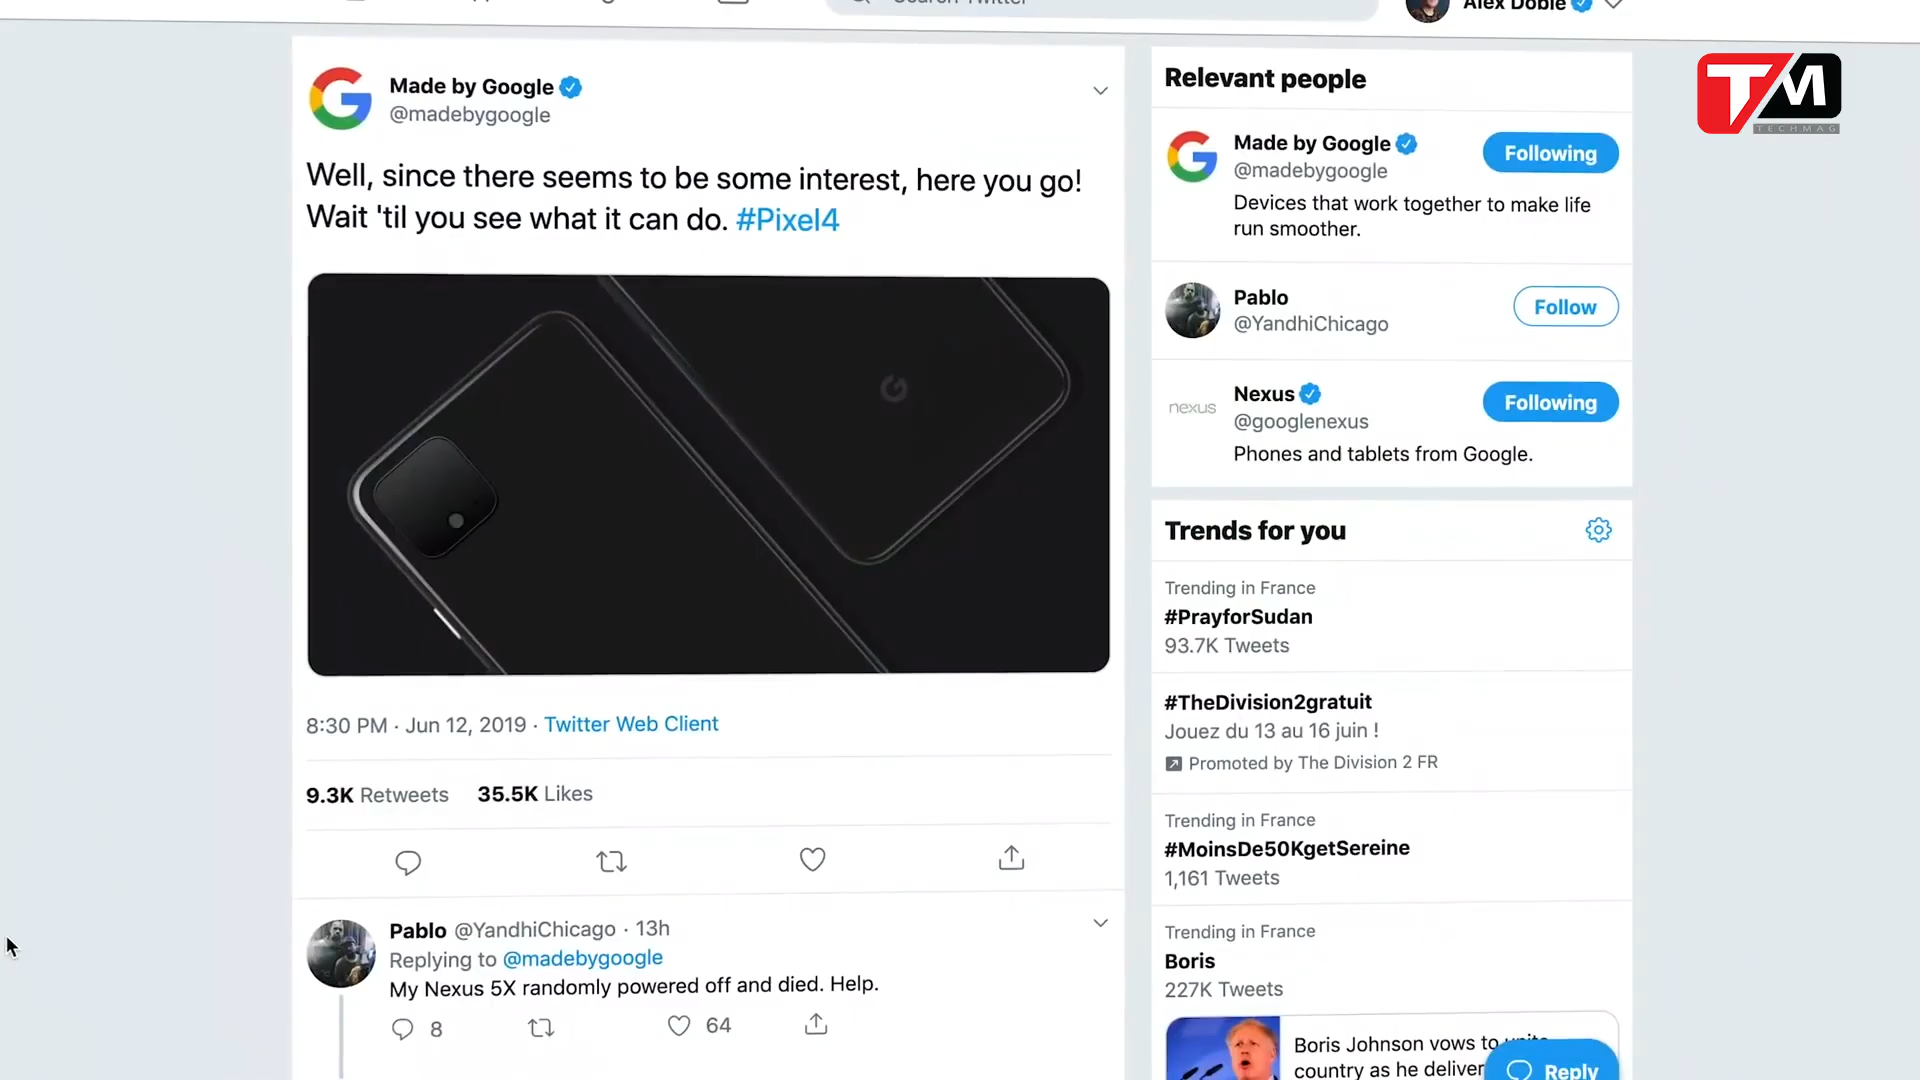 Search Twitter
Alex Dobie
TM
TECHMAG
Made by Google
@madebygoogle
Well, since there seems to be some interest, here you go!
Wait 'til you see what it can do. #Pixel4
8:30 PM · Jun 12, 2019 · Twitter Web Client
9.3K Retweets 35.5K Likes
Pablo @YandhiChicago · 13h
Replying to @madebygoogle
My Nexus 5X randomly powered off and died. Help.
8 64
Relevant people
Made by Google
@madebygoogle
Following
Devices that work together to make life
run smoother.
Pablo
@YandhiChicago
Follow
nexus
Nexus
@googlenexus
Following
Phones and tablets from Google.
Trends for you
Trending in France
#PrayforSudan
93.7K Tweets
#TheDivision2gratuit
Jouez du 13 au 16 juin !
Promoted by The Division 2 FR
Trending in France
#MoinsDe50KgetSereine
1,161 Tweets
Trending in France
Boris
227K Tweets
Boris Johnson vows to unite
country as he deliver
Reply